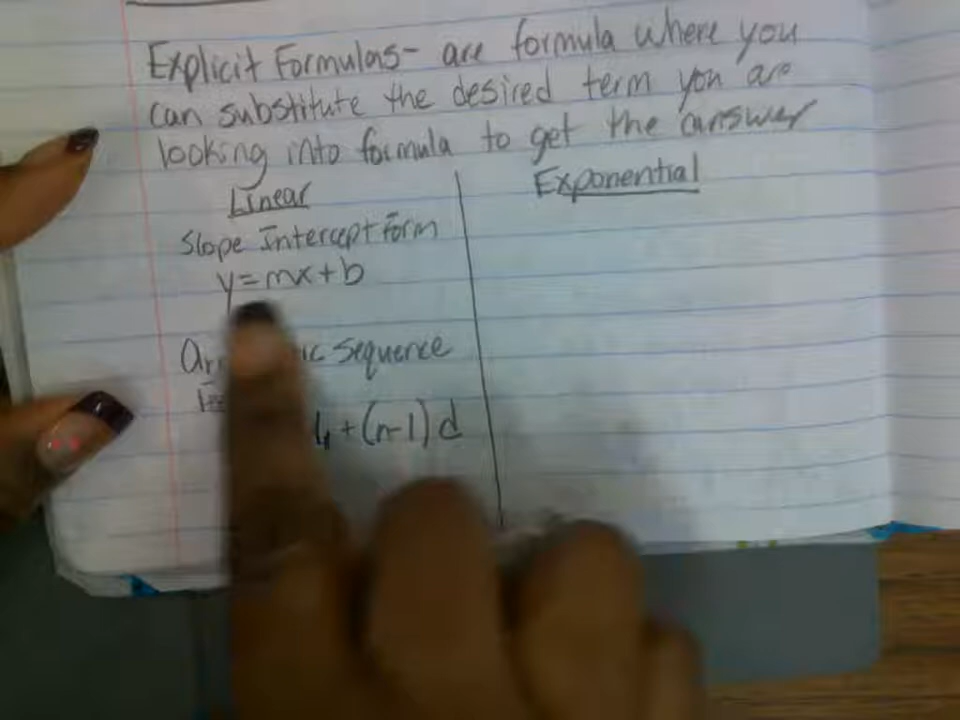 Explicit Formulas- are formula where you
can substitute the desired term you are
looking into formula to get the answer
Linear
Exponential
Slope Intercept form
y=mx+b
Sequence
+(n-1)d